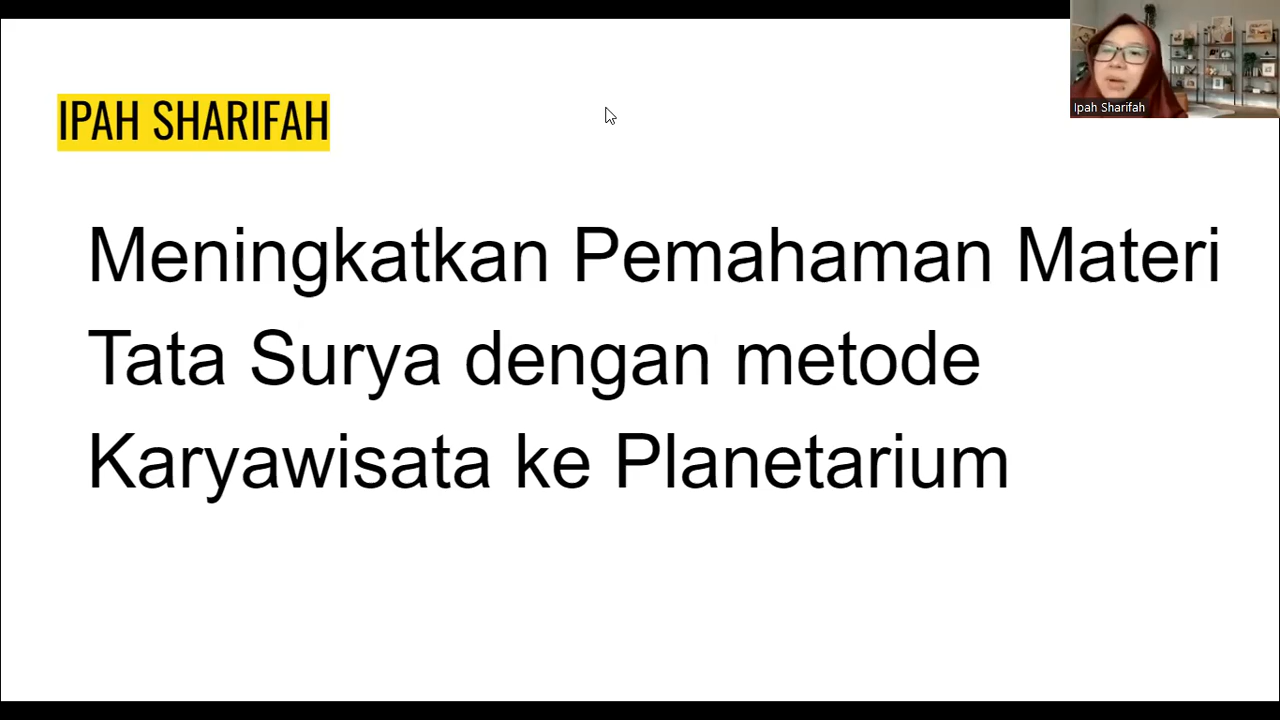 IPAH SHARIFAH
Ipah Sharifah
Meningkatkan Pemahaman Materi
Tata Surya dengan metode
Karyawisata ke Planetarium